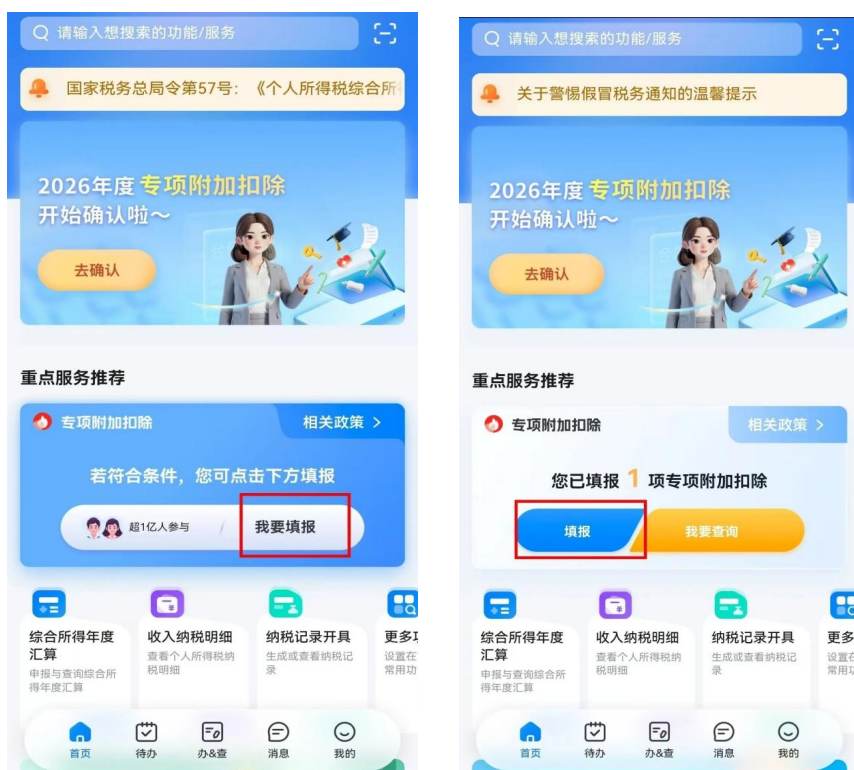 请输入想搜索的功能/服务
国家税务总局令第57号：《个人所得税综合所
2026年度专项附加扣除
开始确认啦～
去确认
重点服务推荐
专项附加扣除
相关政策 >
若符合条件，您可点击下方填报
超1亿人参与 / 我要填报
综合所得年度汇算
申报与查询综合所得年度汇算
收入纳税明细
查看个人所得税纳税明细
纳税记录开具
生成或查看纳税记录
更多
设置在
常用功
首页
待办
办&查
消息
我的
请输入想搜索的功能/服务
关于警惕假冒税务通知的温馨提示
2026年度专项附加扣除
开始确认啦～
去确认
重点服务推荐
专项附加扣除
相关政策 >
您已填报 1 项专项附加扣除
填报
我要查询
综合所得年度汇算
申报与查询综合所得年度汇算
收入纳税明细
查看个人所得税纳税明细
纳税记录开具
生成或查看纳税记录
更多
设置在
常用功
首页
待办
办&查
消息
我的